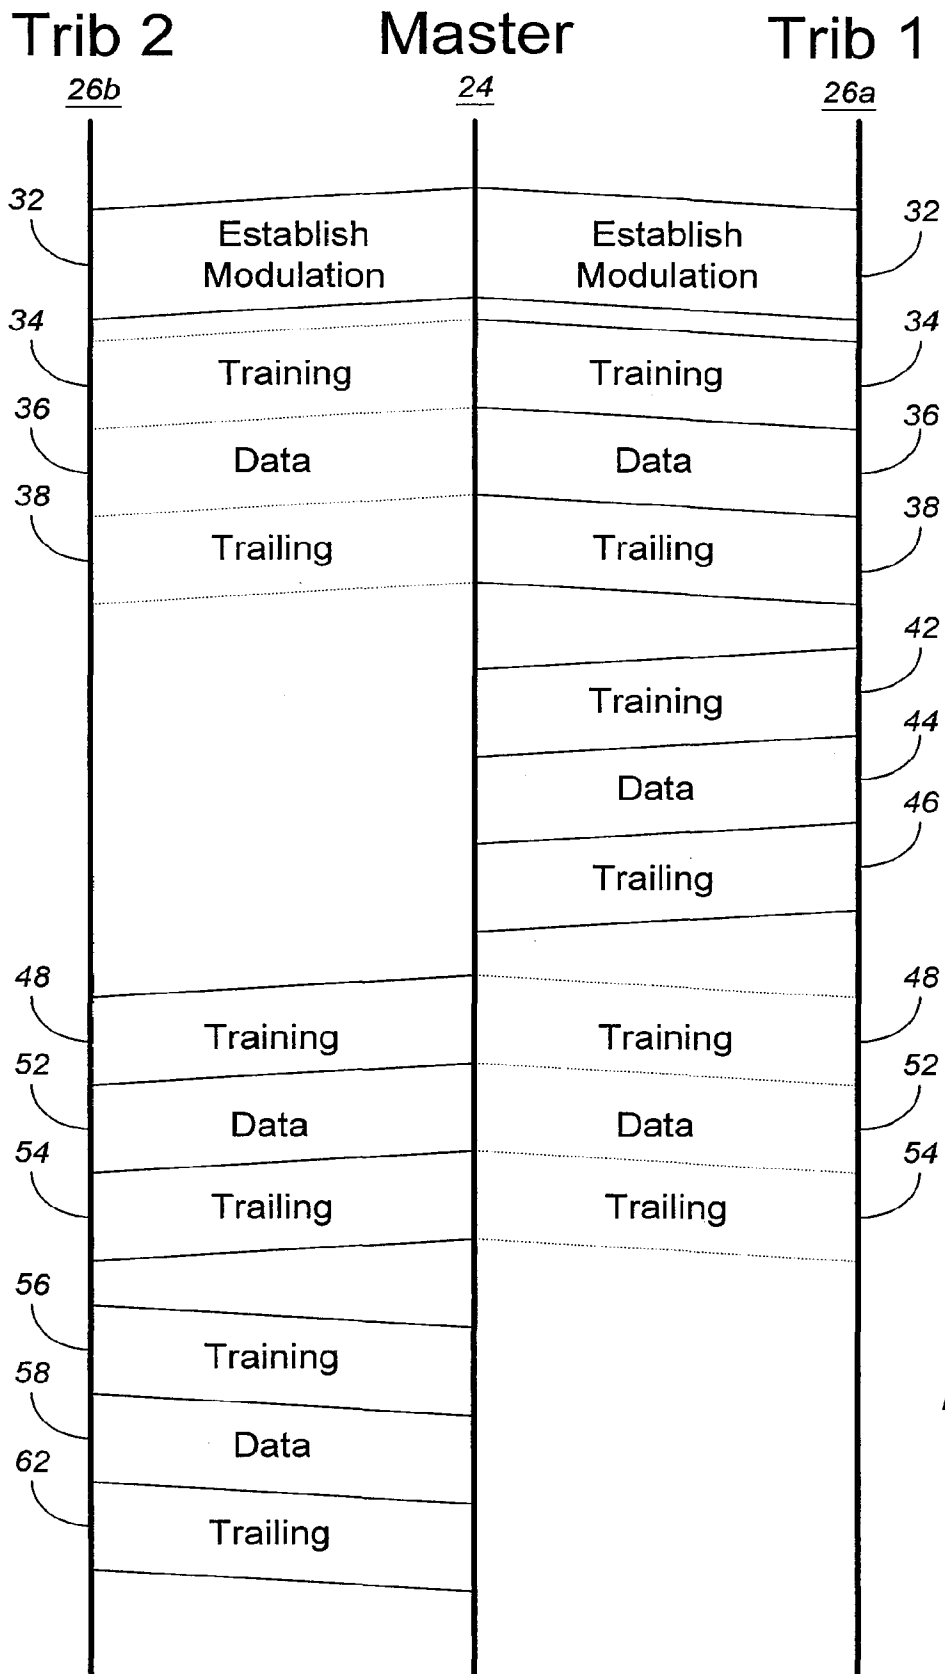 Trib 2 Master Trib 1
26b 24 26a
32 Establish Modulation Establish Modulation 32
34 Training Training 34
36 Data Data 36
38 Trailing Trailing 38
Training 42
Data 44
Trailing 46
48 Training Training 48
52 Data Data 52
54 Trailing Trailing 54
56 Training
58 Data
62 Trailing